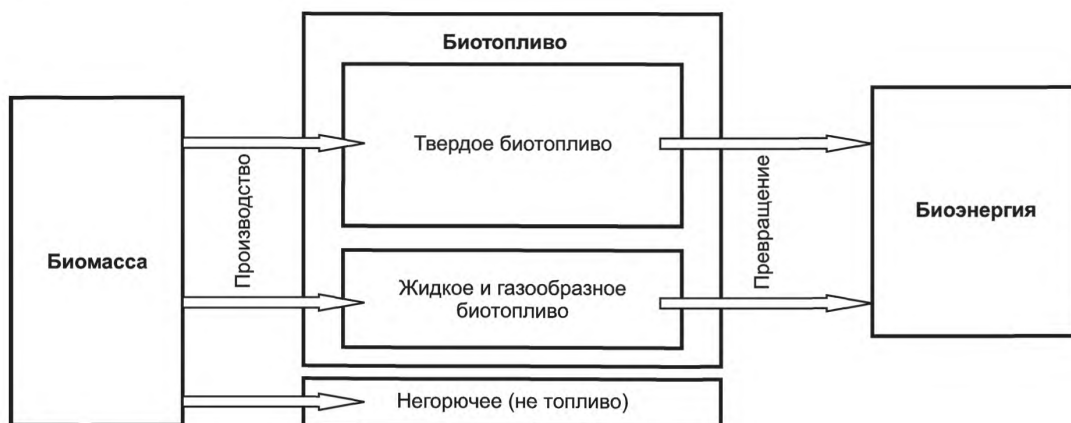 Биотопливо
Твердое биотопливо
Производство
Превращение
Биомасса
Биоэнергия
Жидкое и газообразное
биотопливо
Негорючее (не топливо)